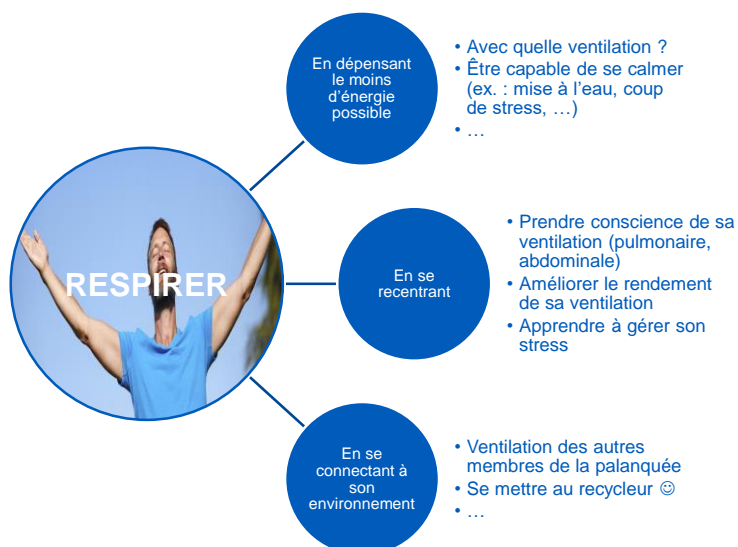 En dépensant
le moins
d'énergie
possible
• Avec quelle ventilation ?
• Être capable de se calmer
(ex. : mise à l'eau, coup
de stress, …)
• …
RESPIRER
En se
recentrant
• Prendre conscience de sa
ventilation (pulmonaire,
abdominale)
• Améliorer le rendement
de sa ventilation
• Apprendre à gérer son
stress
En se
connectant à
son
environnement
• Ventilation des autres
membres de la palanquée
• Se mettre au recycleur ☺
• …